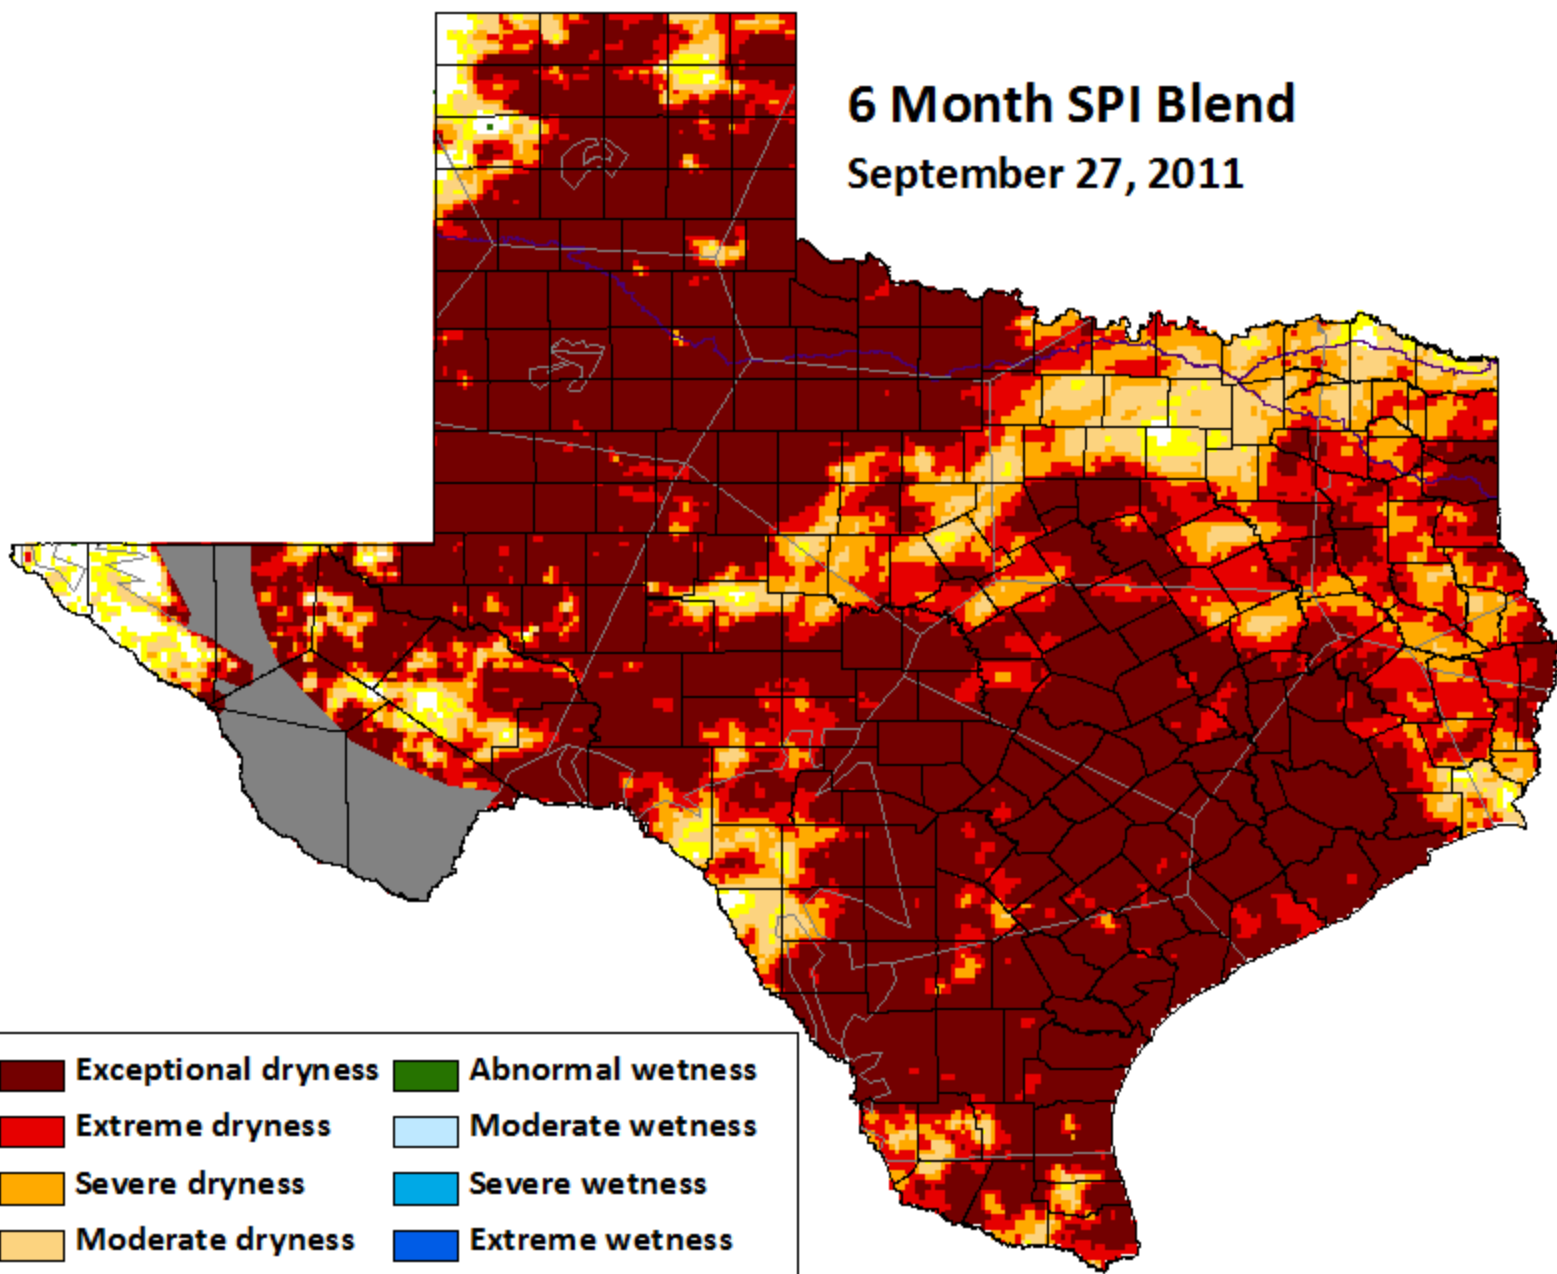 6 Month SPI Blend
September 27, 2011
Exceptional dryness
Abnormal wetness
Extreme dryness
Moderate wetness
Severe dryness
Severe wetness
Moderate dryness
Extreme wetness